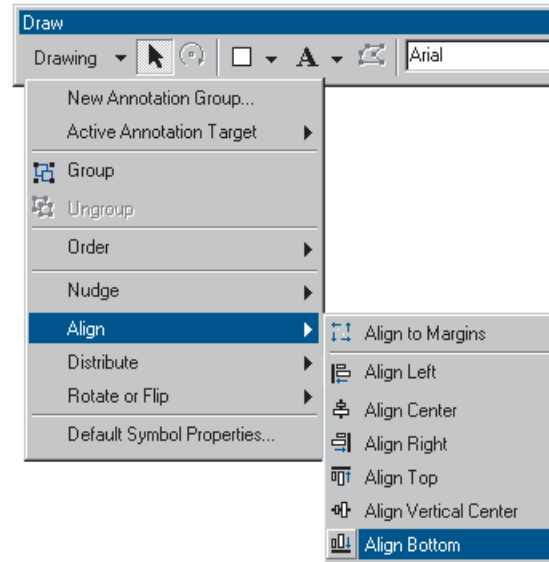 Draw
Drawing A Arial
New Annotation Group...
Active Annotation Target
Group
Ungroup
Order
Nudge
Align
Distribute
Rotate or Flip
Default Symbol Properties...
Align to Margins
Align Left
Align Center
Align Right
Align Top
Align Vertical Center
Align Bottom